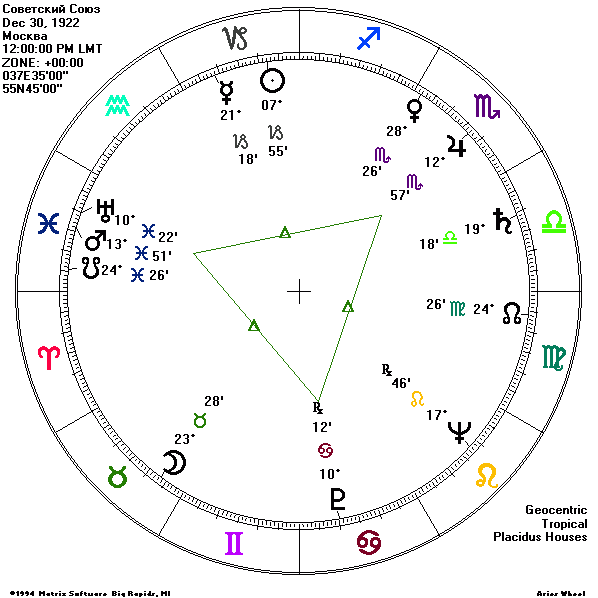 Советский Союз
Dec 30, 1922
Москва
12:00:00 PM LMT
ZONE: +00:00
037E35'00"
55N45'00"
07°
21°
55'
18'
28°
26'
12°
57'
10°
22'
13°
51'
24°
26'
19°
18'
26' 24°
46'
17°
28'
23°
12'
10°
Geocentric
Tropical
Placidus Houses
©1994 Matrix Software Big Rapids, MI
Aries Wheel